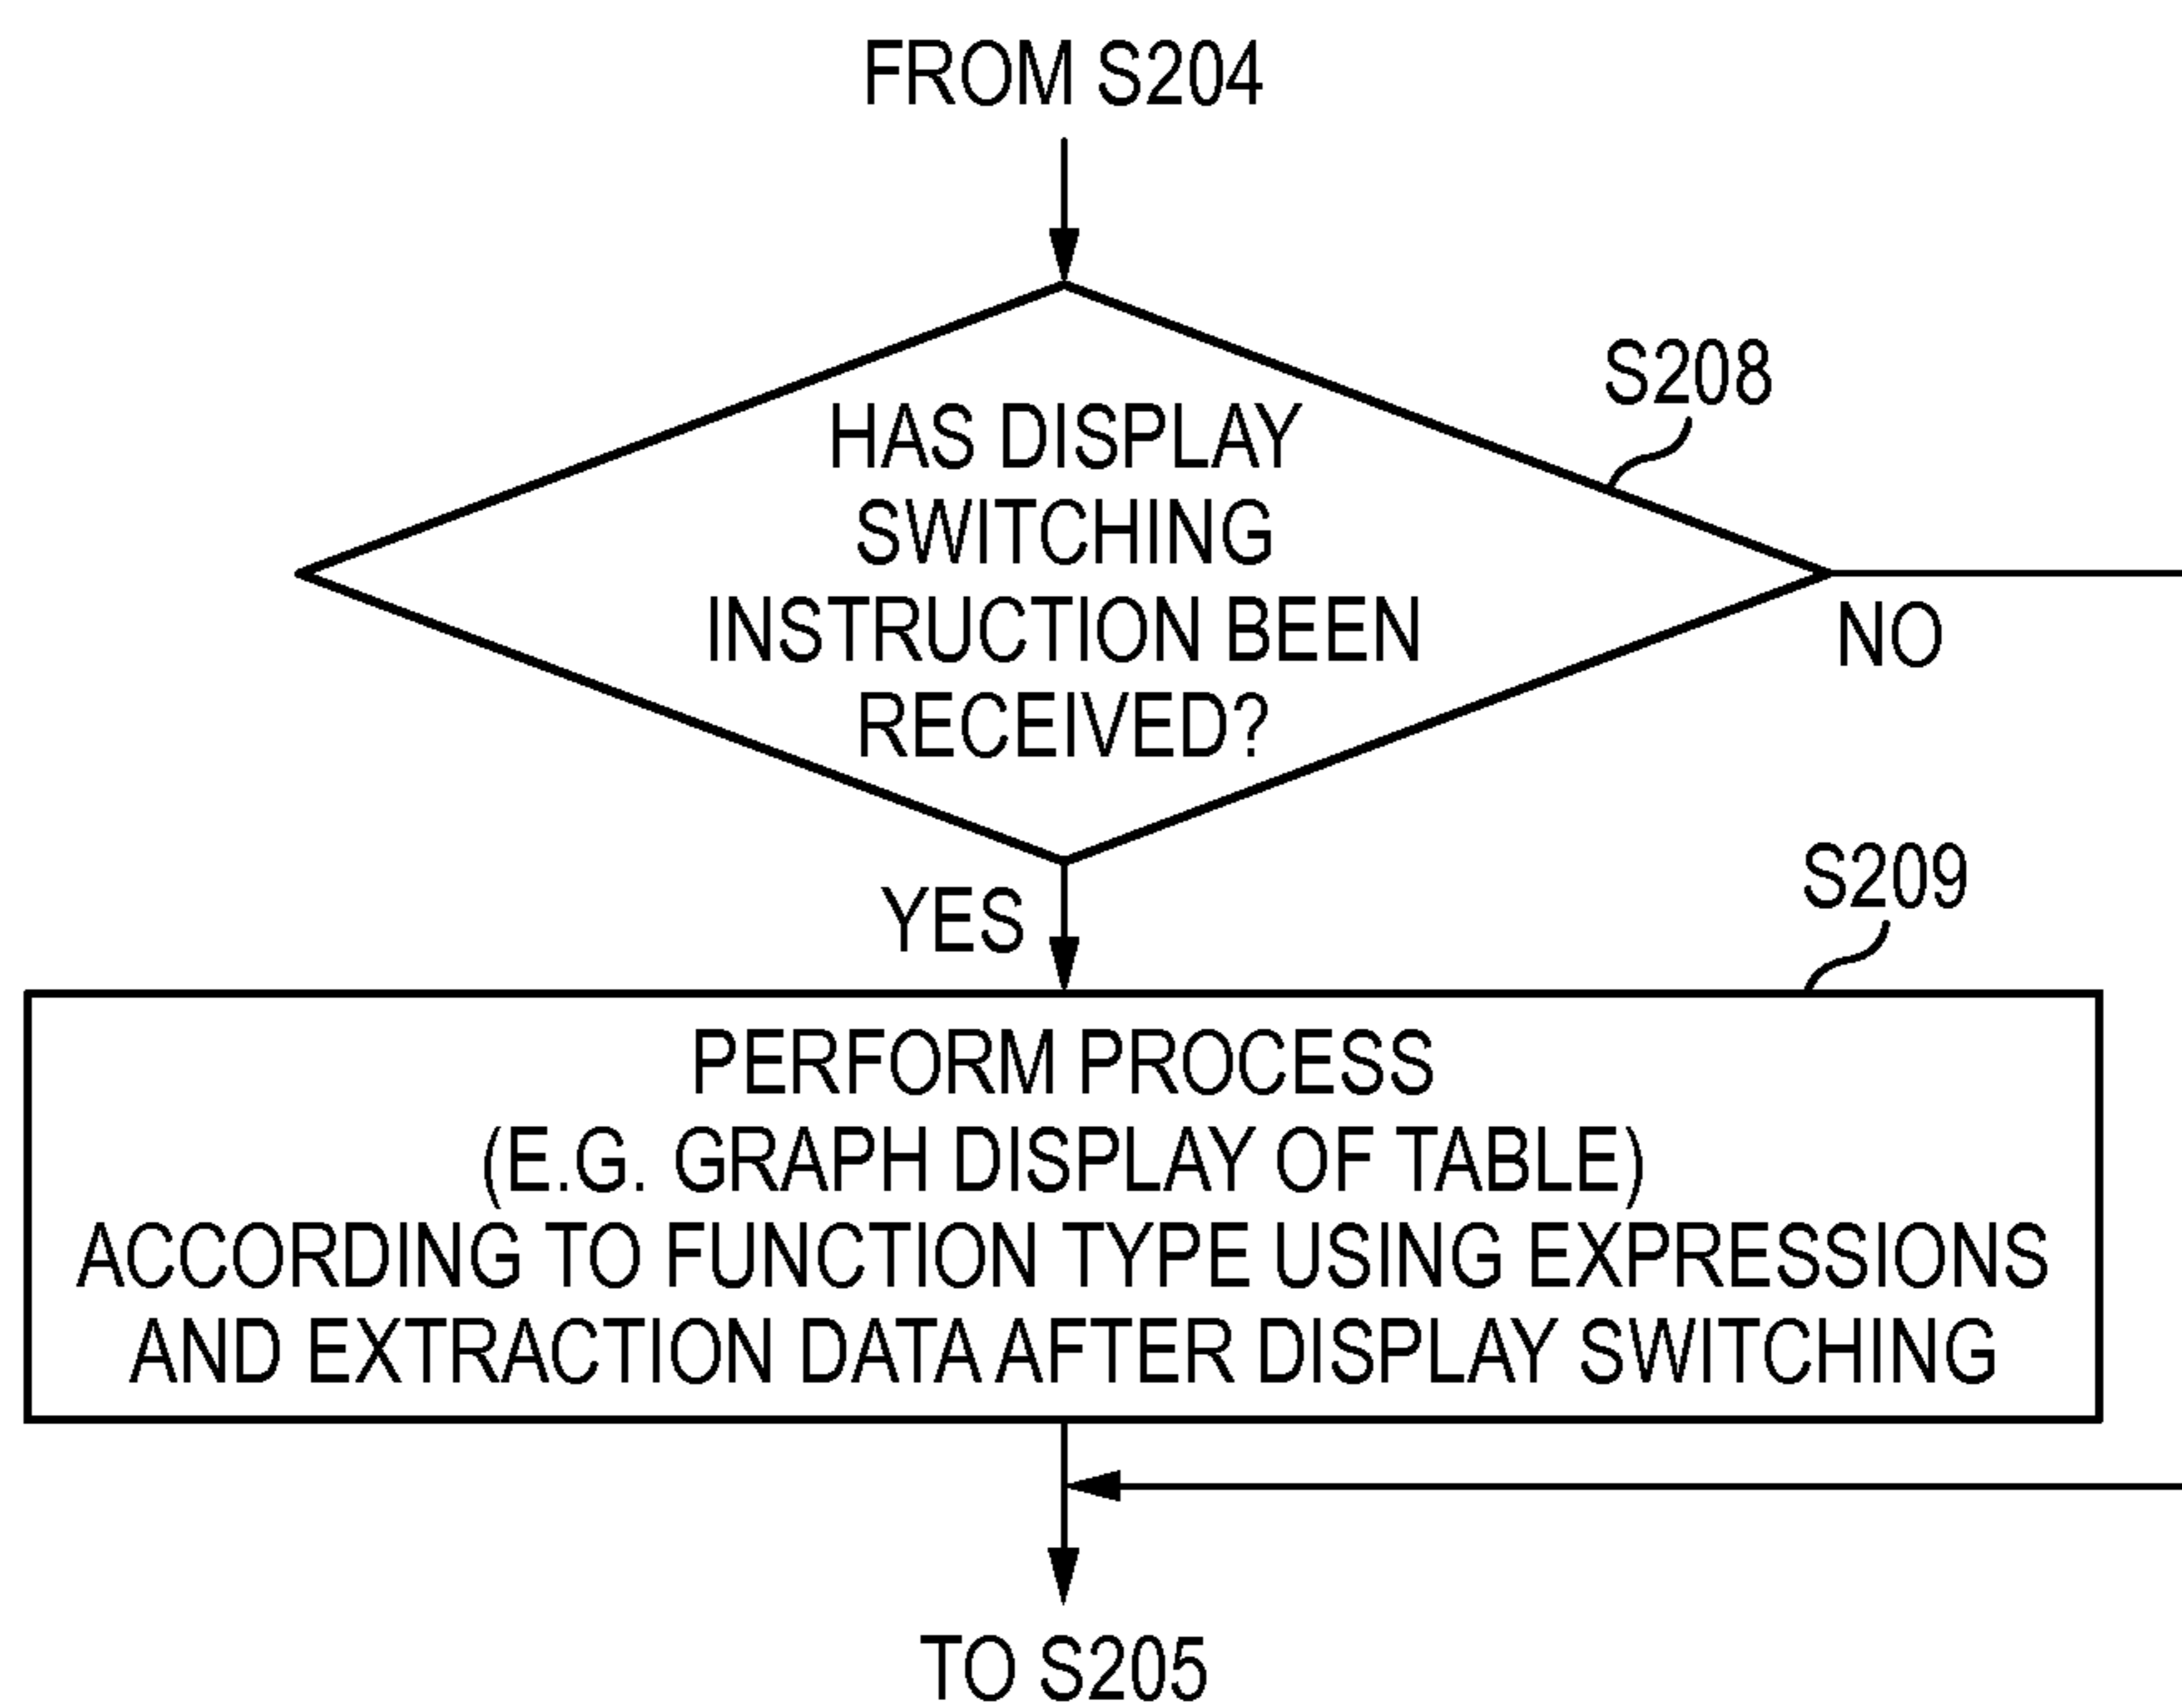 FROM S204
S208
HAS DISPLAY
SWITCHING
INSTRUCTION BEEN
RECEIVED?
NO
YES
S209
PERFORM PROCESS
(E.G. GRAPH DISPLAY OF TABLE)
ACCORDING TO FUNCTION TYPE USING EXPRESSIONS
AND EXTRACTION DATA AFTER DISPLAY SWITCHING
TO S205